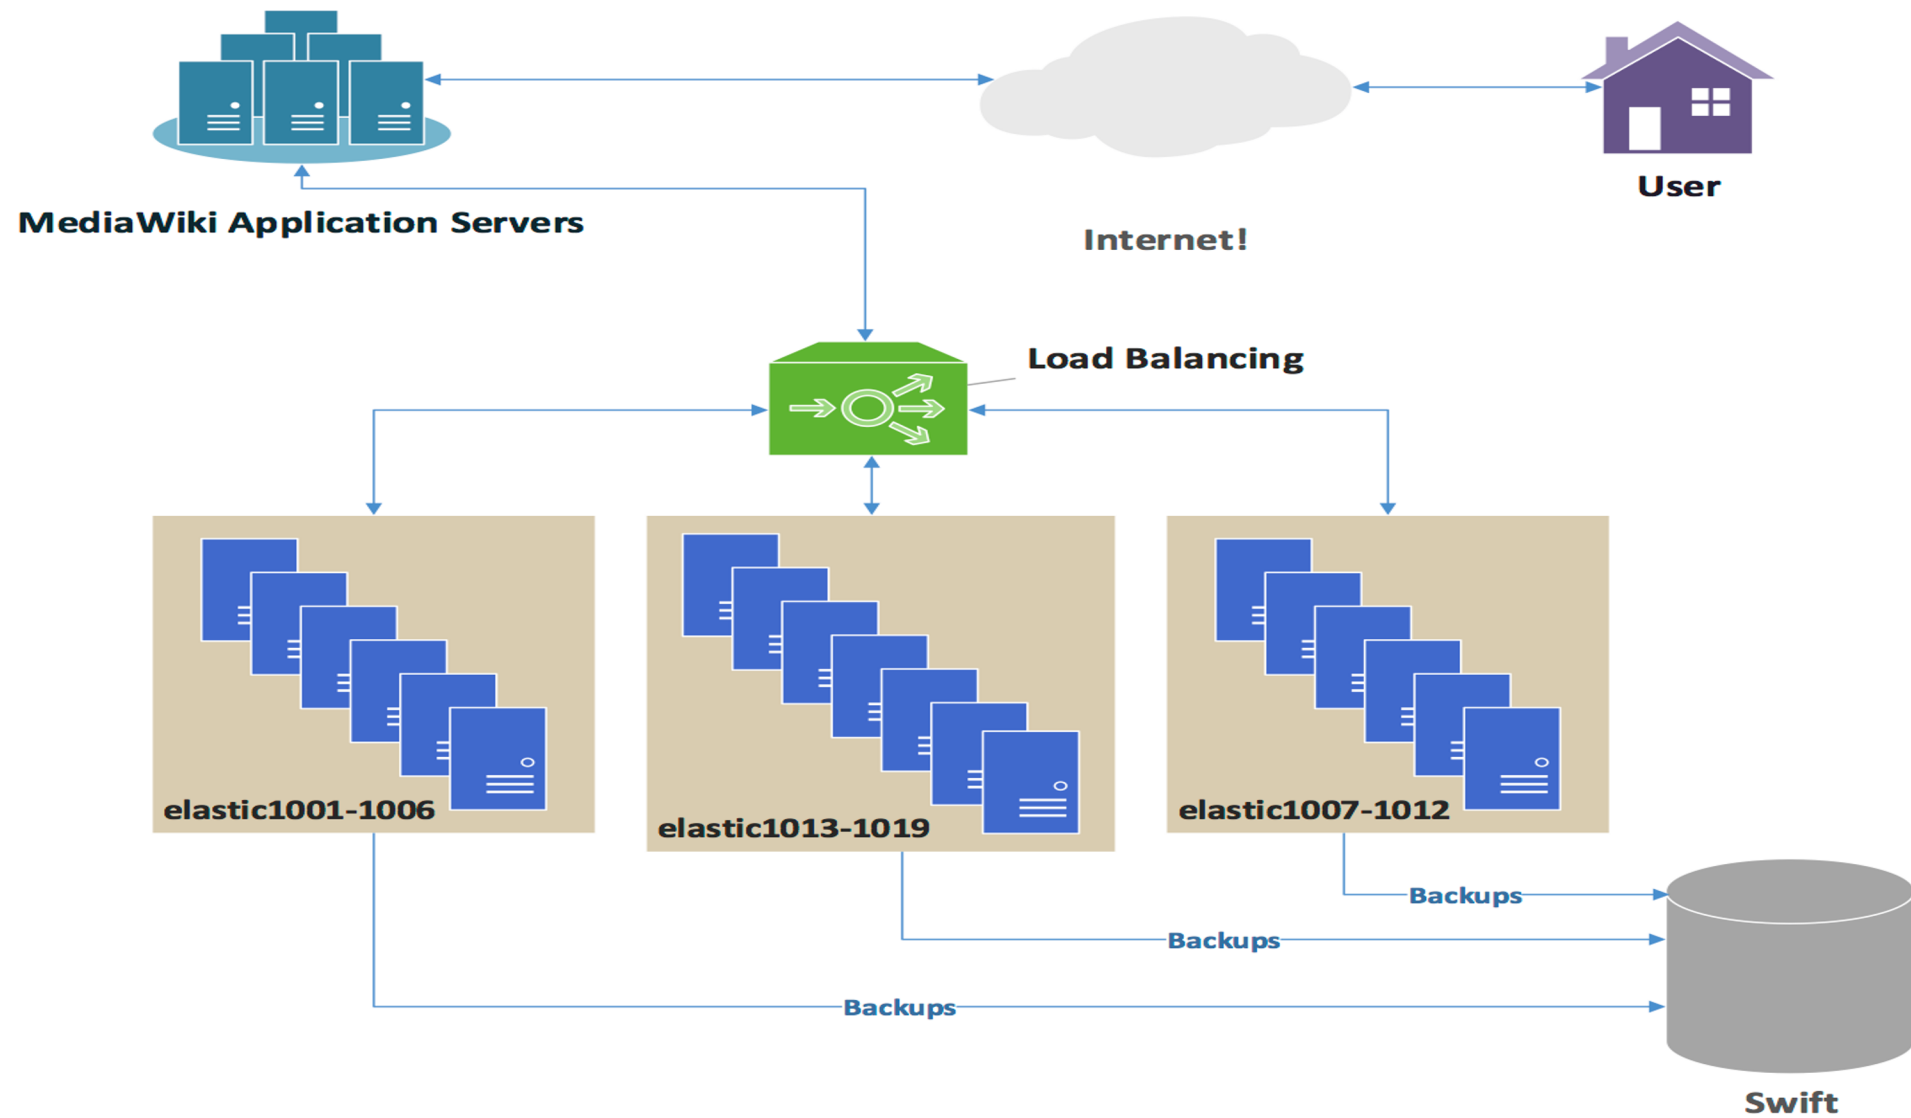 User
MediaWiki Application Servers
Internet!
Load Balancing
elastic1001-1006
elastic1013-1019
elastic1007-1012
Backups
Backups
Backups
Swift